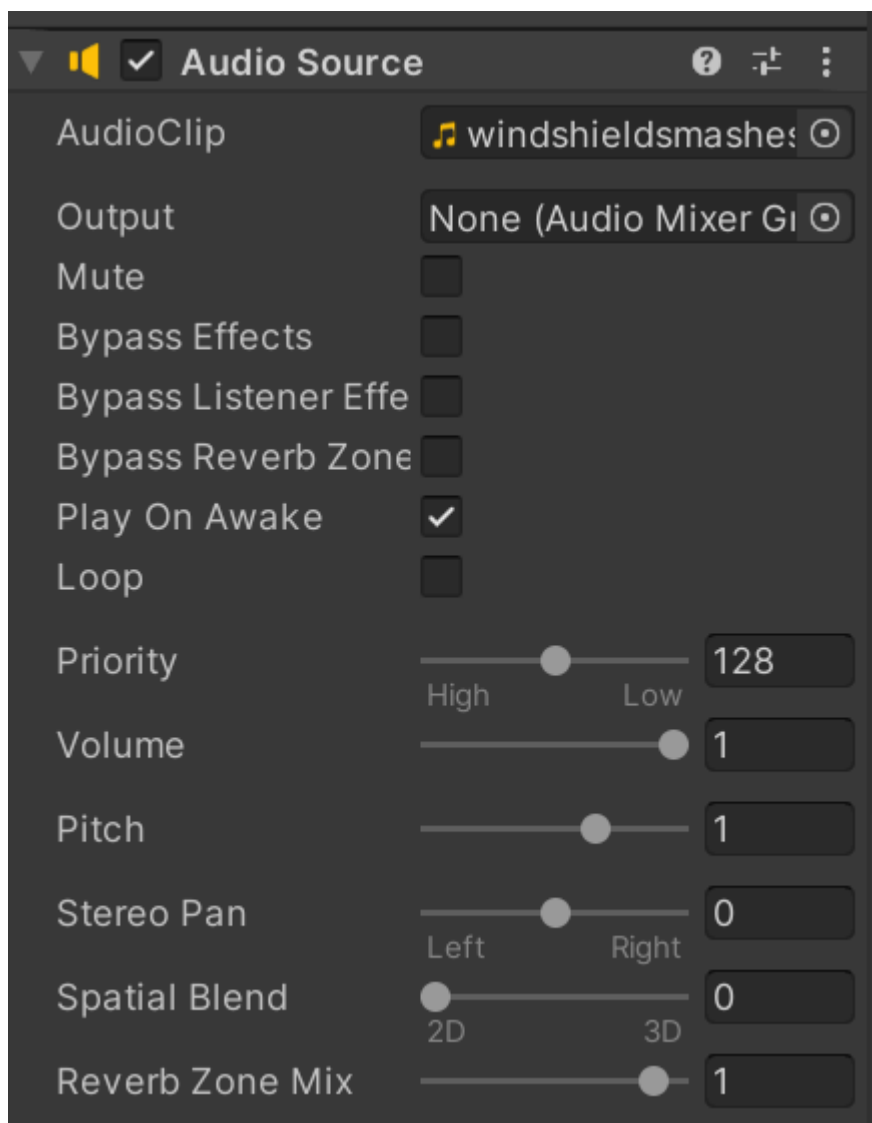 Audio Source
AudioClip windshieldsmashes
Output None (Audio Mixer Gr
Mute
Bypass Effects
Bypass Listener Effe
Bypass Reverb Zone
Play On Awake
Loop
Priority 128
High Low
Volume 1
Pitch 1
Stereo Pan 0
Left Right
Spatial Blend 0
2D 3D
Reverb Zone Mix 1